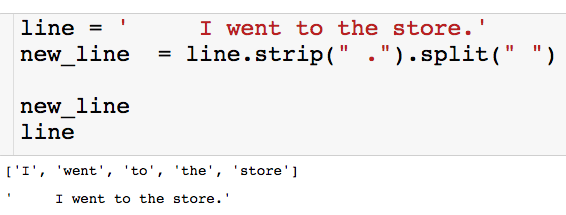 line = '     I went to the store.'
new_line  = line.strip(" .").split(" ")
new_line
line
['I', 'went', 'to', 'the', 'store']
'     I went to the store.'